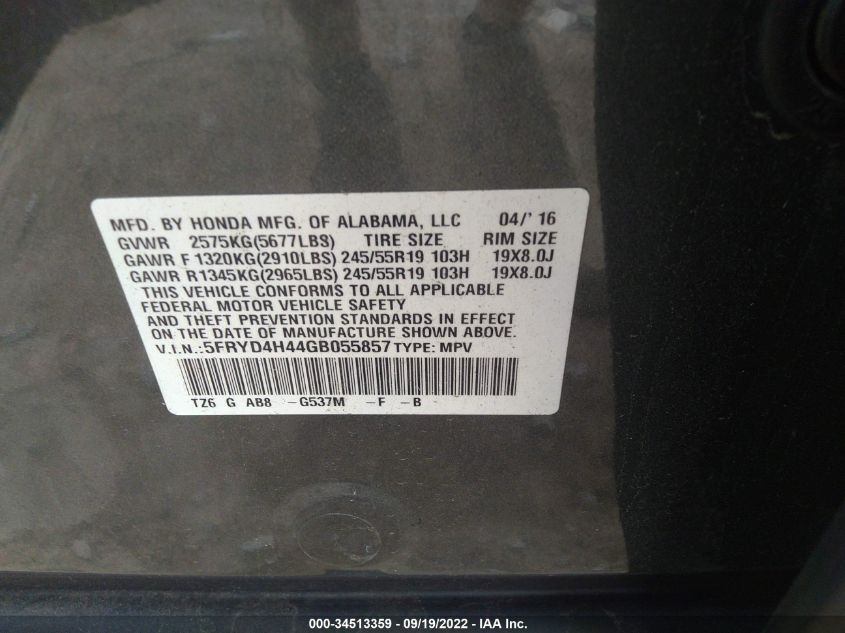 MFD. BY HONDA MFG. OF ALABAMA, LLC 04/'16
GVWR 2575KG(5677LBS) TIRE SIZE RIM SIZE
GAWR F 1320KG(2910LBS) 245/55R19 103H 19X8.0J
GAWR R1345KG(2965LBS) 245/55R19 103H 19X8.0J
THIS VEHICLE CONFORMS TO ALL APPLICABLE
FEDERAL MOTOR VEHICLE SAFETY
AND THEFT PREVENTION STANDARDS IN EFFECT
ON THE DATE OF MANUFACTURE SHOWN ABOVE.
V.I.N.: 5FRYD4H44GB055857 TYPE: MPV
TZ6 G AB8 -G537M -F -B
000-34513359 - 09/19/2022 - IAA Inc.